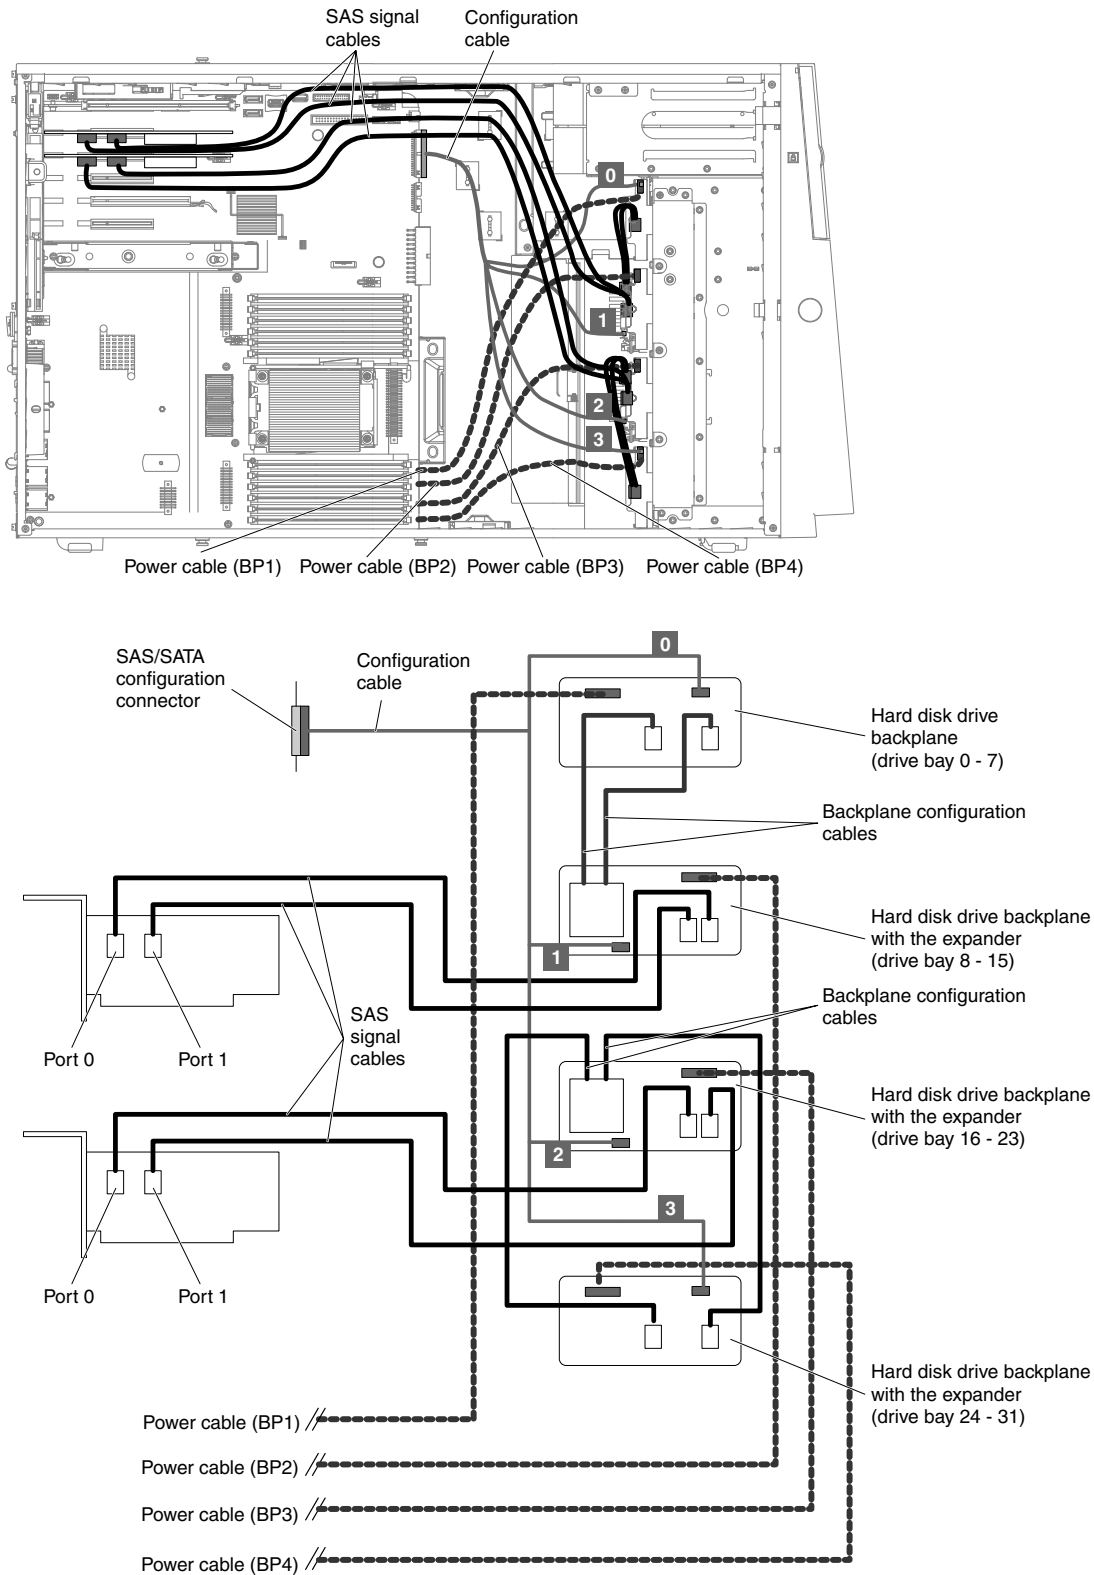 SAS signal
cables
Configuration
cable
0
1
2
3
Power cable (BP1)
Power cable (BP2)
Power cable (BP3)
Power cable (BP4)
0
SAS/SATA
configuration
connector
Configuration
cable
Hard disk drive
backplane
(drive bay 0 - 7)
Backplane configuration
cables
Hard disk drive backplane
with the expander
(drive bay 8 - 15)
1
Backplane configuration
cables
SAS
signal
cables
Port 0
Port 1
Hard disk drive backplane
with the expander
(drive bay 16 - 23)
2
3
Port 0
Port 1
Hard disk drive backplane
with the expander
(drive bay 24 - 31)
Power cable (BP1)
Power cable (BP2)
Power cable (BP3)
Power cable (BP4)